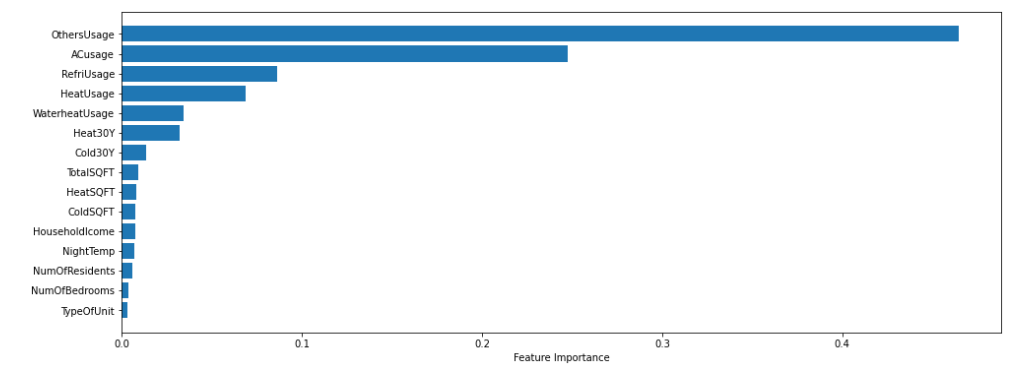 OthersUsage
ACusage
RefriUsage
HeatUsage
WaterheatUsage
Heat30Y
Cold30Y
TotalSQFT
HeatSQFT
ColdSQFT
HouseholdIcome
NightTemp
NumOfResidents
NumOfBedrooms
TypeOfUnit
0.0 0.1 0.2 0.3 0.4
Feature Importance